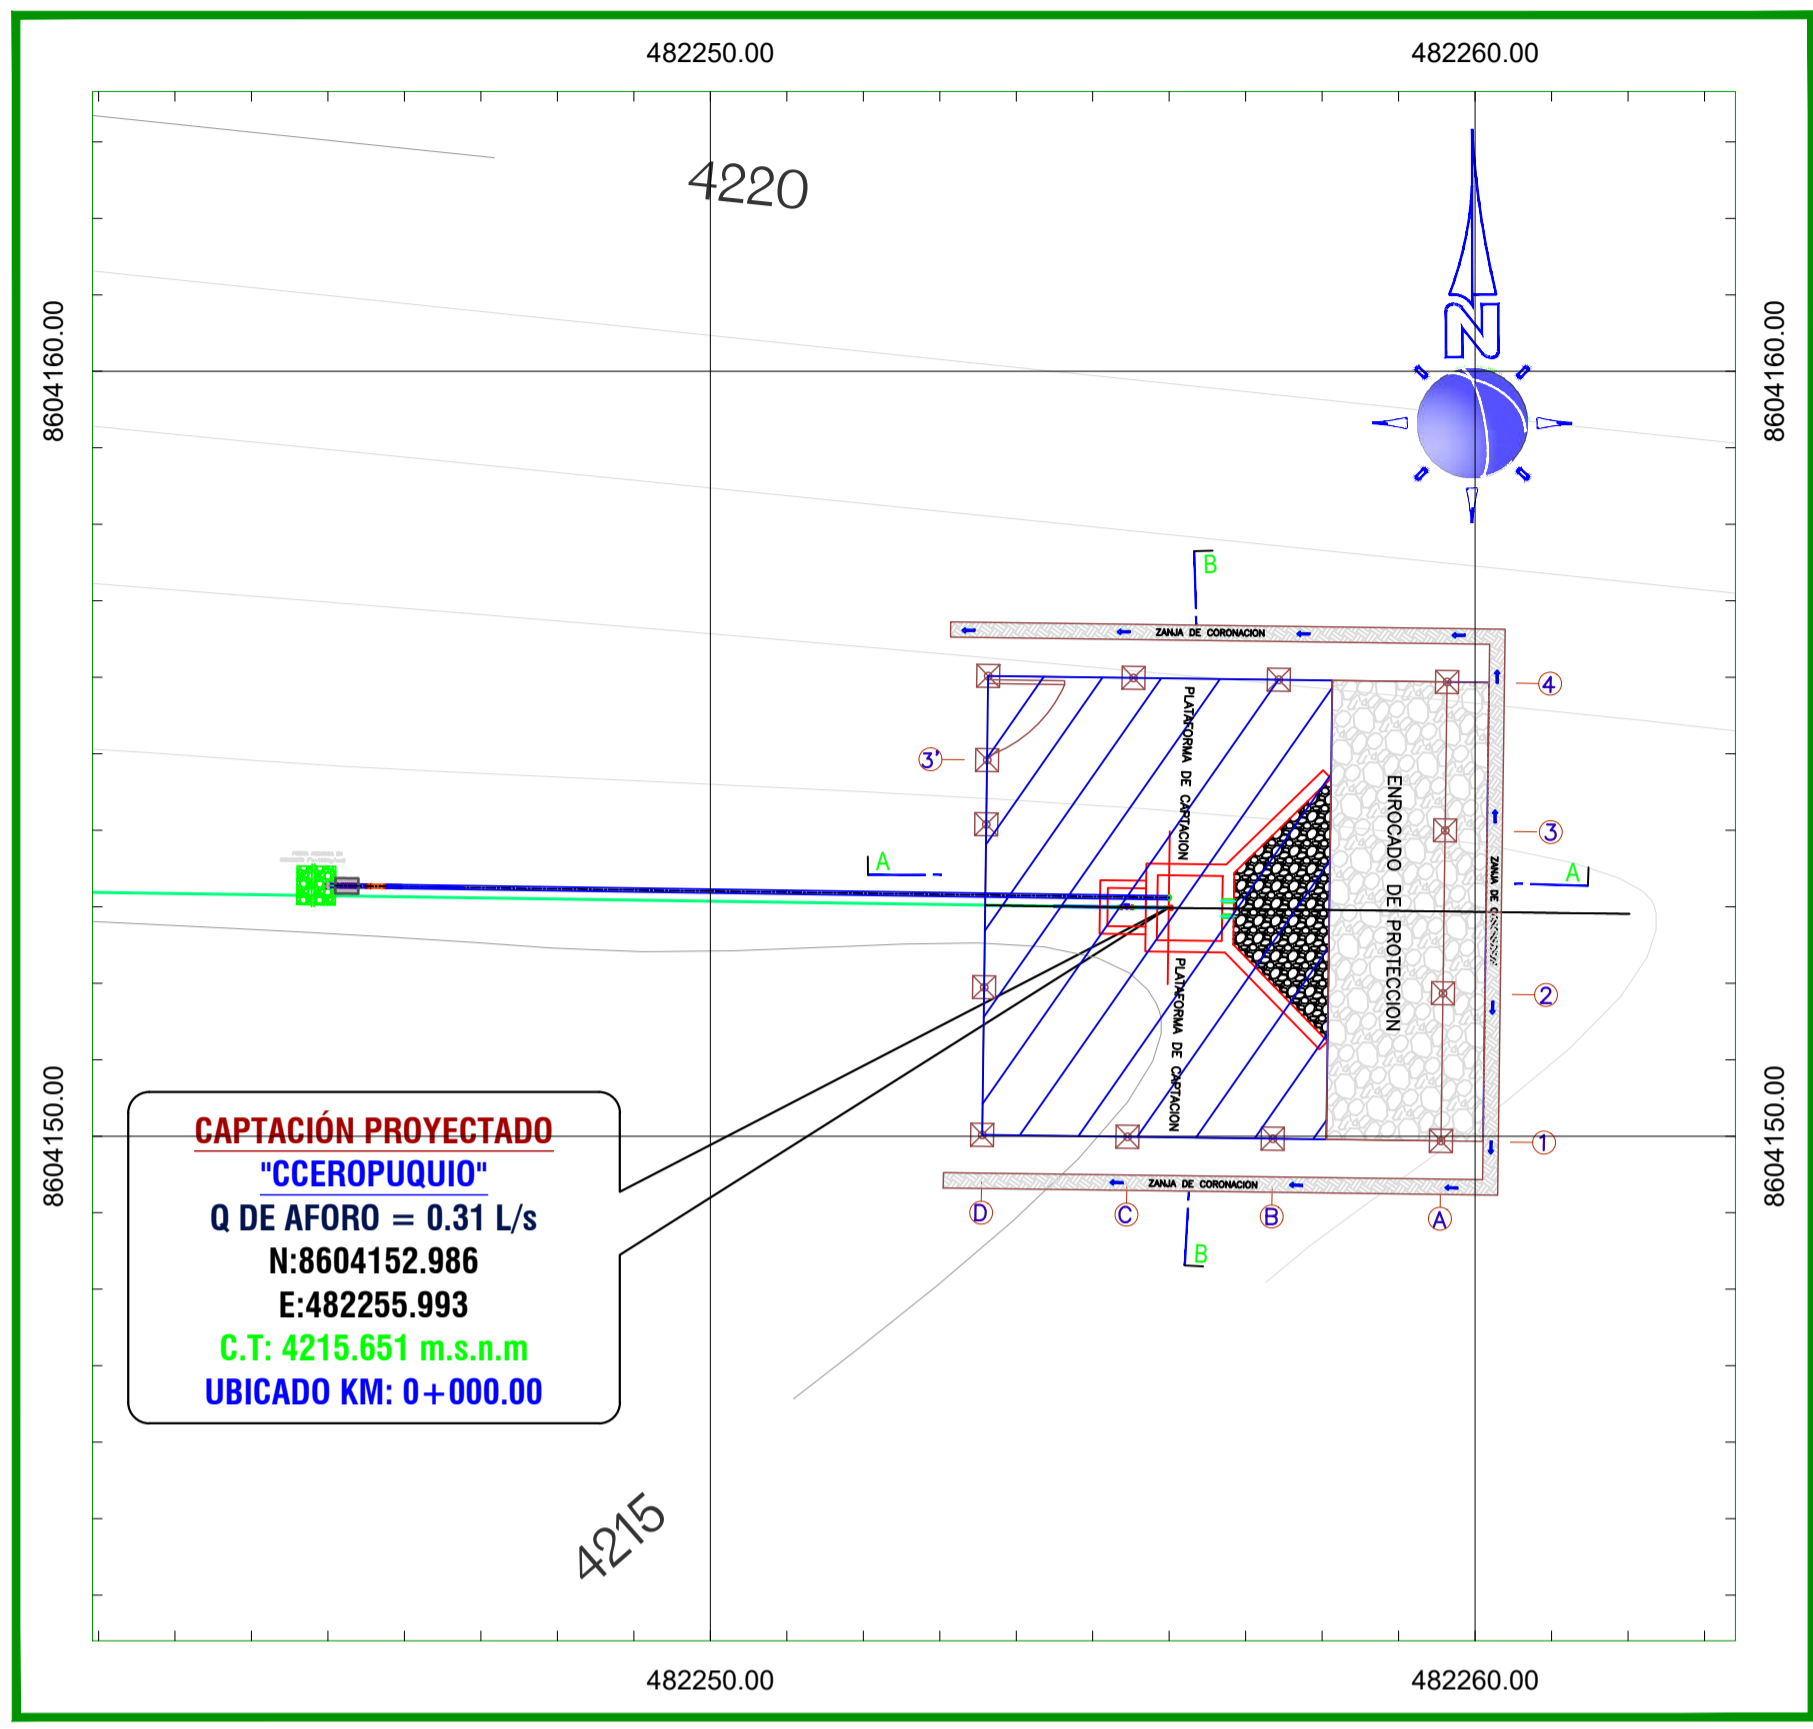 482250.00
482260.00
4220
N
8604160.00
8604160.00
B
ZANJA DE CORONACION
4
3'
PLATAFORMA DE CAPTACION
ENROCADO DE PROTECCION
3
A
A
ZANJA DE
2
PLATAFORMA DE CAPTACION
8604150.00
8604150.00
1
ZANJA DE CORONACION
D
C
B
A
B
CAPTACIÓN PROYECTADO
"CCEROPUQUIO"
Q DE AFORO = 0.31 L/s
N:8604152.986
E:482255.993
C.T: 4215.651 m.s.n.m
UBICADO KM: 0+000.00
4215
482250.00
482260.00